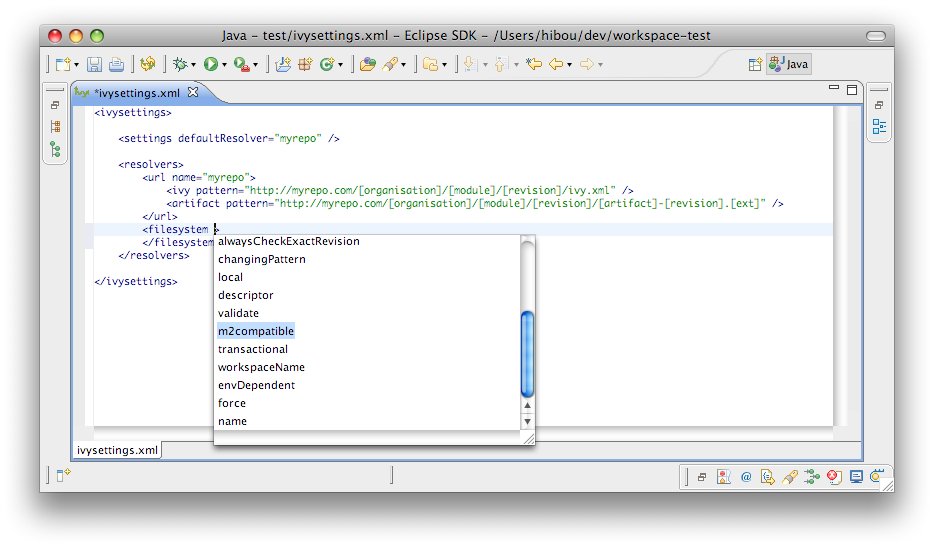 Java – test/ivysettings.xml – Eclipse SDK – /Users/hibou/dev/workspace-test
Java
*ivysettings.xml
<ivysettings>
<settings defaultResolver="myrepo" />
<resolvers>
<url name="myrepo">
<ivy pattern="http://myrepo.com/[organisation]/[module]/[revision]/ivy.xml" />
<artifact pattern="http://myrepo.com/[organisation]/[module]/[revision]/[artifact]-[revision].[ext]" />
</url>
<filesystem >
</filesystem
</resolvers>
</ivysettings>
alwaysCheckExactRevision
changingPattern
local
descriptor
validate
m2compatible
transactional
workspaceName
envDependent
force
name
ivysettings.xml